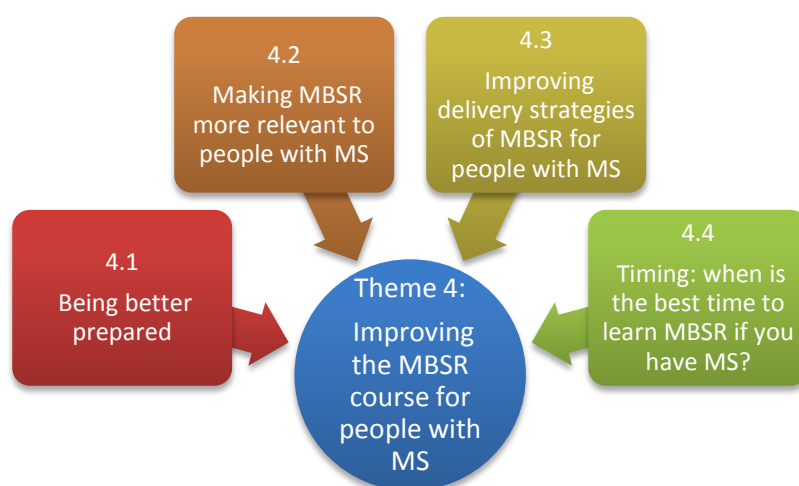 4.1
Being better
prepared
4.2
Making MBSR
more relevant to
people with MS
4.3
Improving
delivery strategies
of MBSR for
people with MS
4.4
Timing: when is
the best time to
learn MBSR if you
have MS?
Theme 4:
Improving
the MBSR
course for
people with
MS